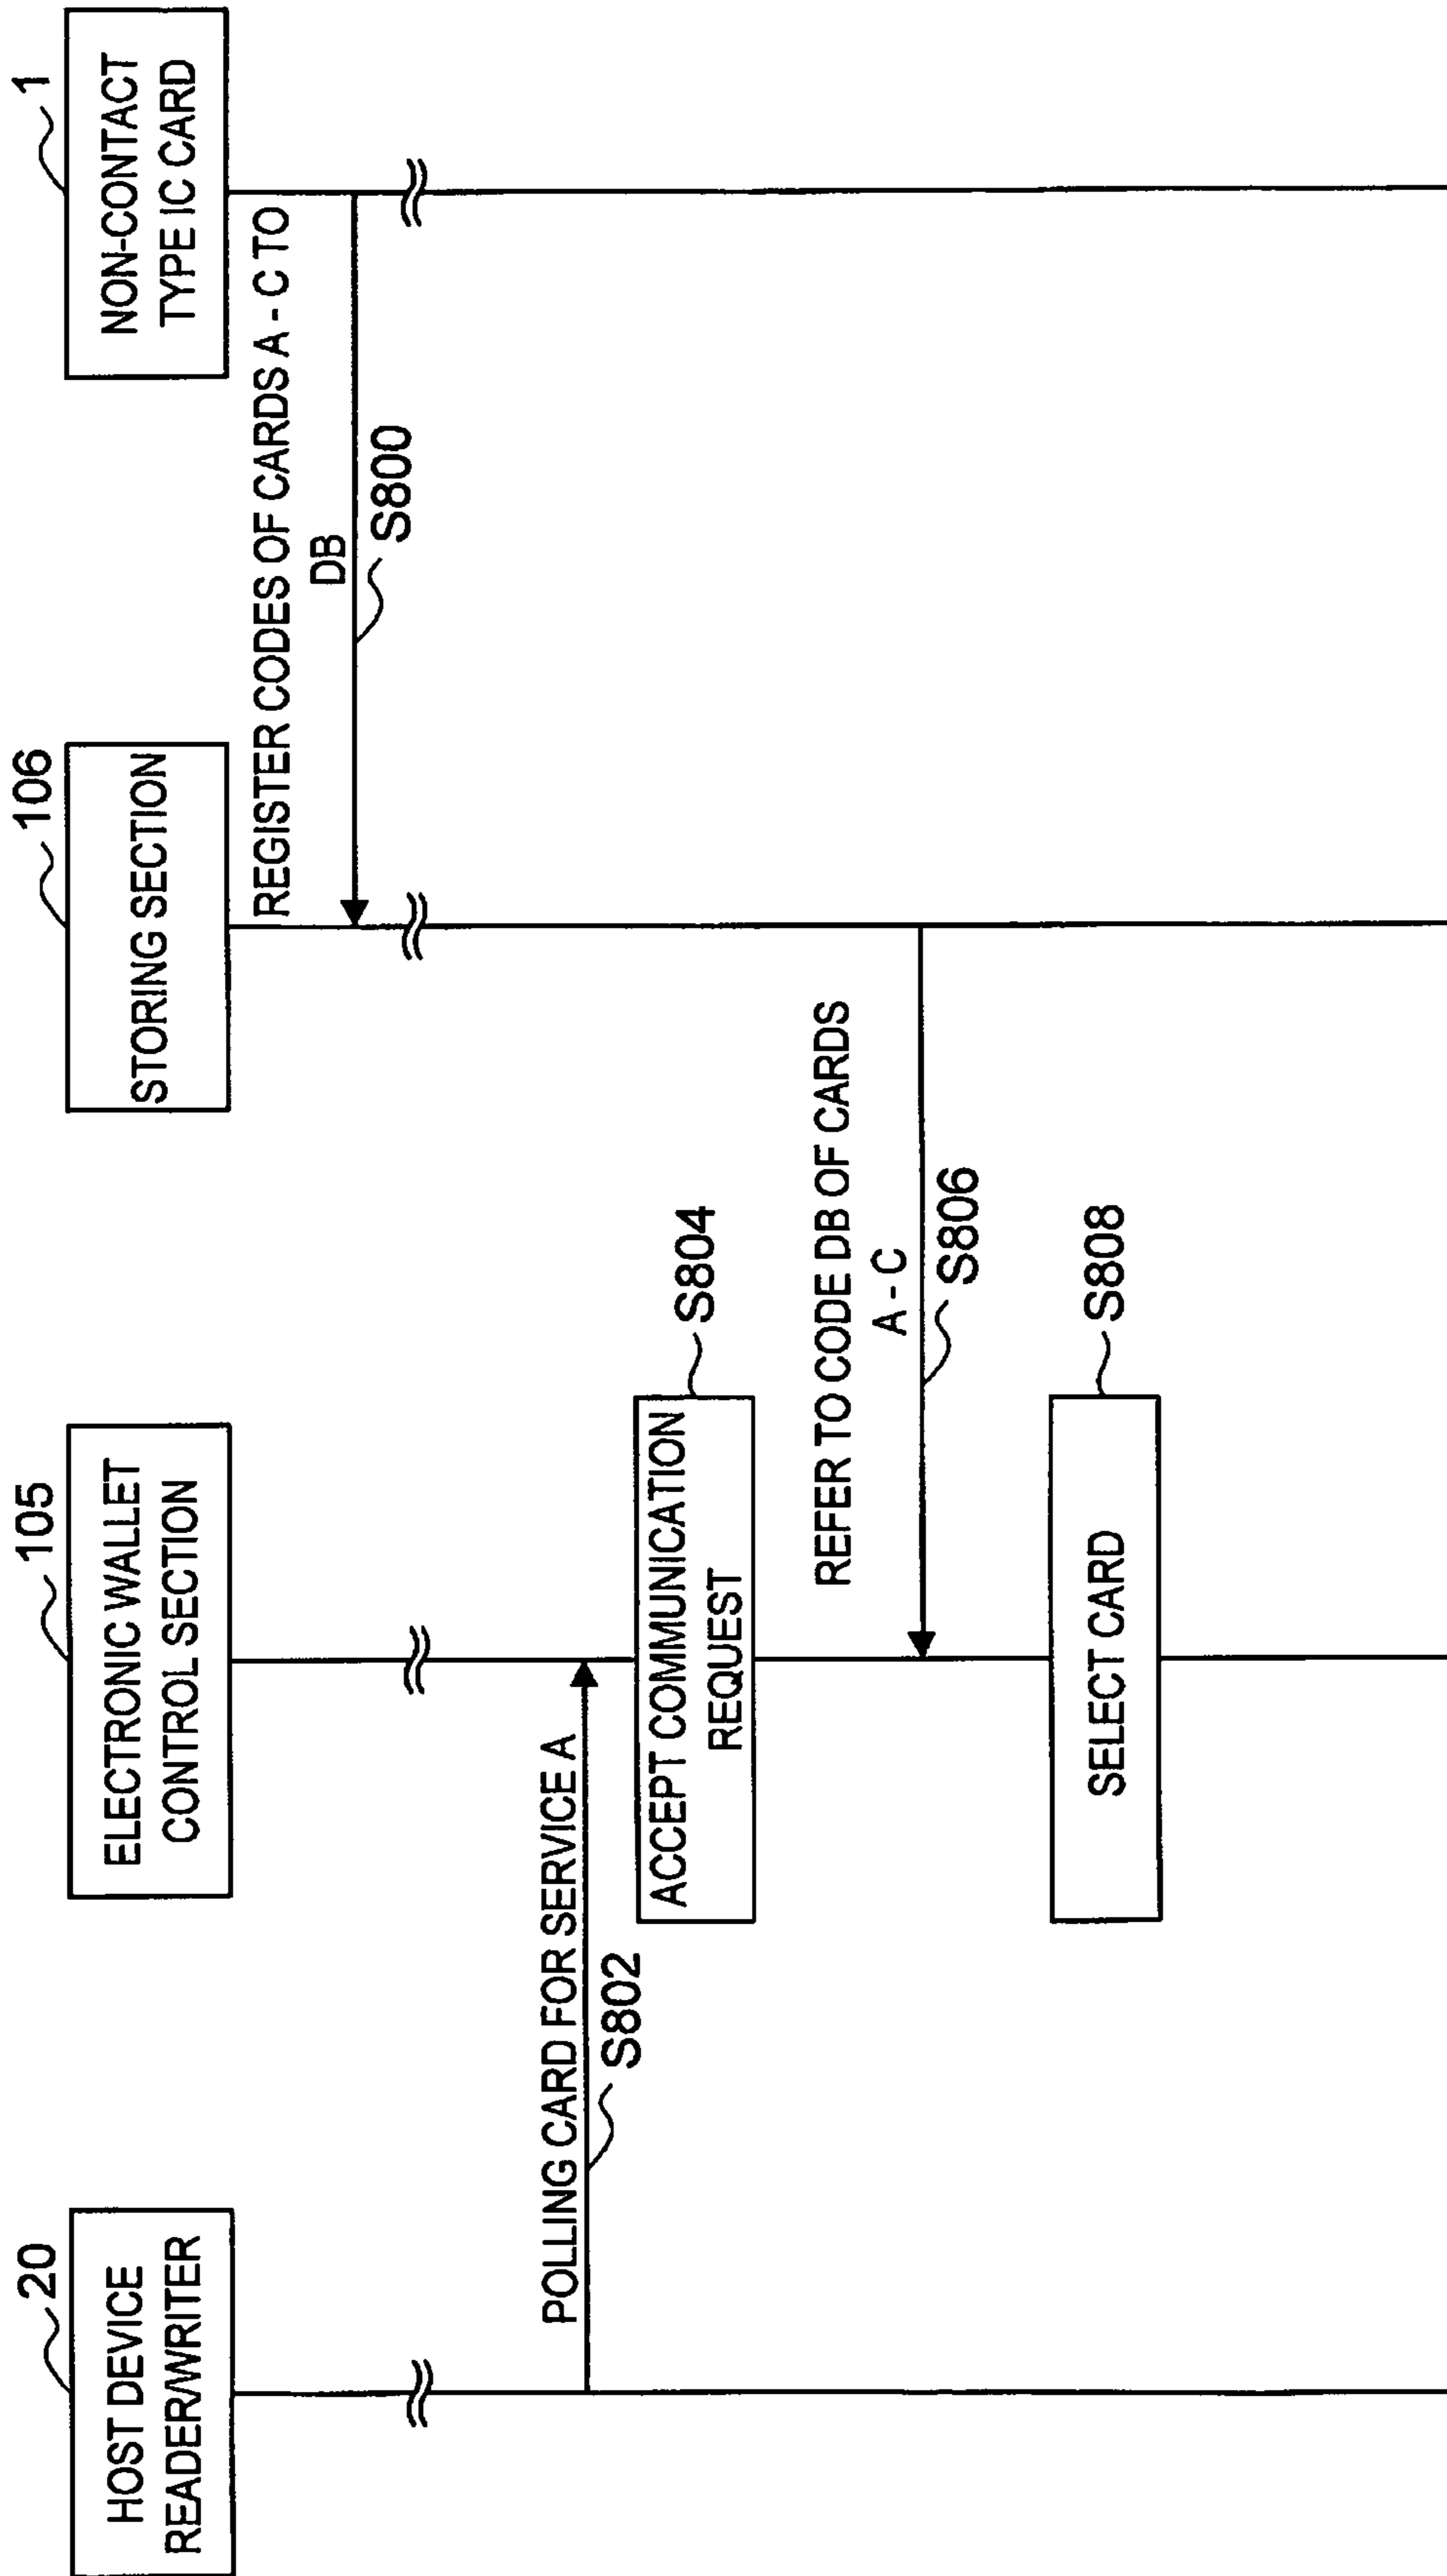 20
HOST DEVICE
READER/WRITER
105
ELECTRONIC WALLET
CONTROL SECTION
106
STORING SECTION
1
NON-CONTACT
TYPE IC CARD
REGISTER CODES OF CARDS A - C TO
DB
S800
POLLING CARD FOR SERVICE A
S802
ACCEPT COMMUNICATION
REQUEST
S804
REFER TO CODE DB OF CARDS
A - C
S806
SELECT CARD
S808